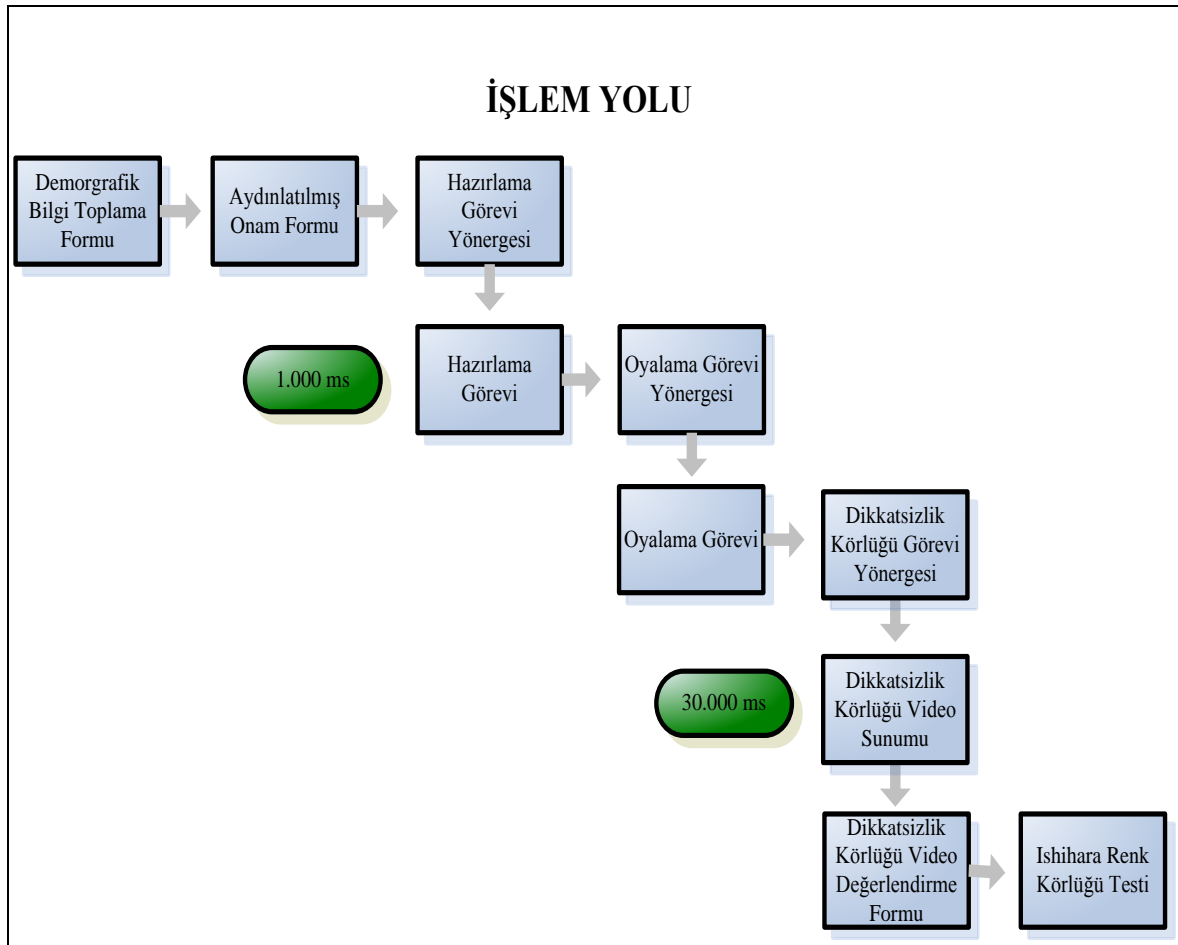 İŞLEM YOLU
Demorgrafik
Bilgi Toplama
Formu
Aydınlatılmış
Onam Formu
Hazırlama
Görevi
Yönergesi
1.000 ms
Hazırlama
Görevi
Oyalama Görevi
Yönergesi
Oyalama Görevi
Dikkatsizlik
Körlüğü Görevi
Yönergesi
30.000 ms
Dikkatsizlik
Körlüğü Video
Sunumu
Dikkatsizlik
Körlüğü Video
Değerlendirme
Formu
Ishihara Renk
Körlüğü Testi